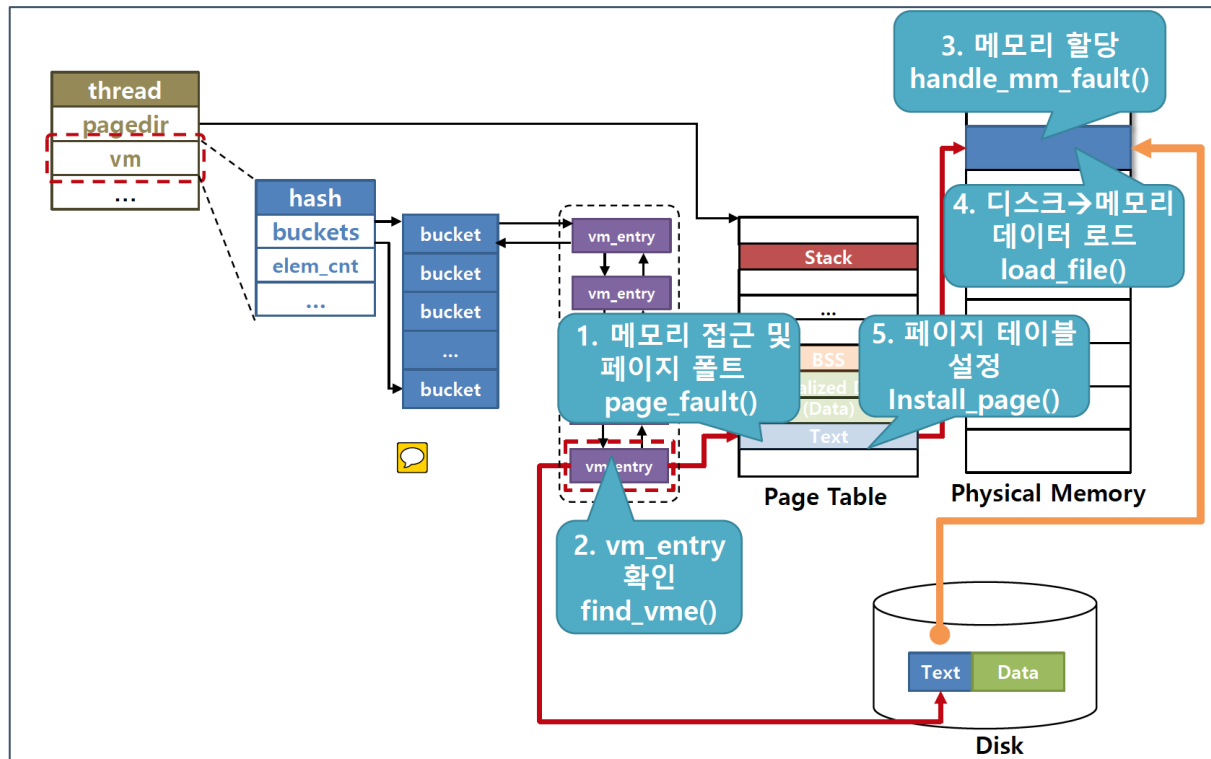 thread
pagedir
vm
...
hash
buckets
elem_cnt
...
bucket
bucket
bucket
...
bucket
vm_entry
vm_entry
vm_entry
Stack
...
BSS
(Data)
Text
Page Table
Physical Memory
1. 메모리 접근 및
페이지 폴트
page_fault()
2. vm_entry
확인
find_vme()
3. 메모리 할당
handle_mm_fault()
4. 디스크→메모리
데이터 로드
load_file()
5. 페이지 테이블
설정
Install_page()
Text
Data
Disk